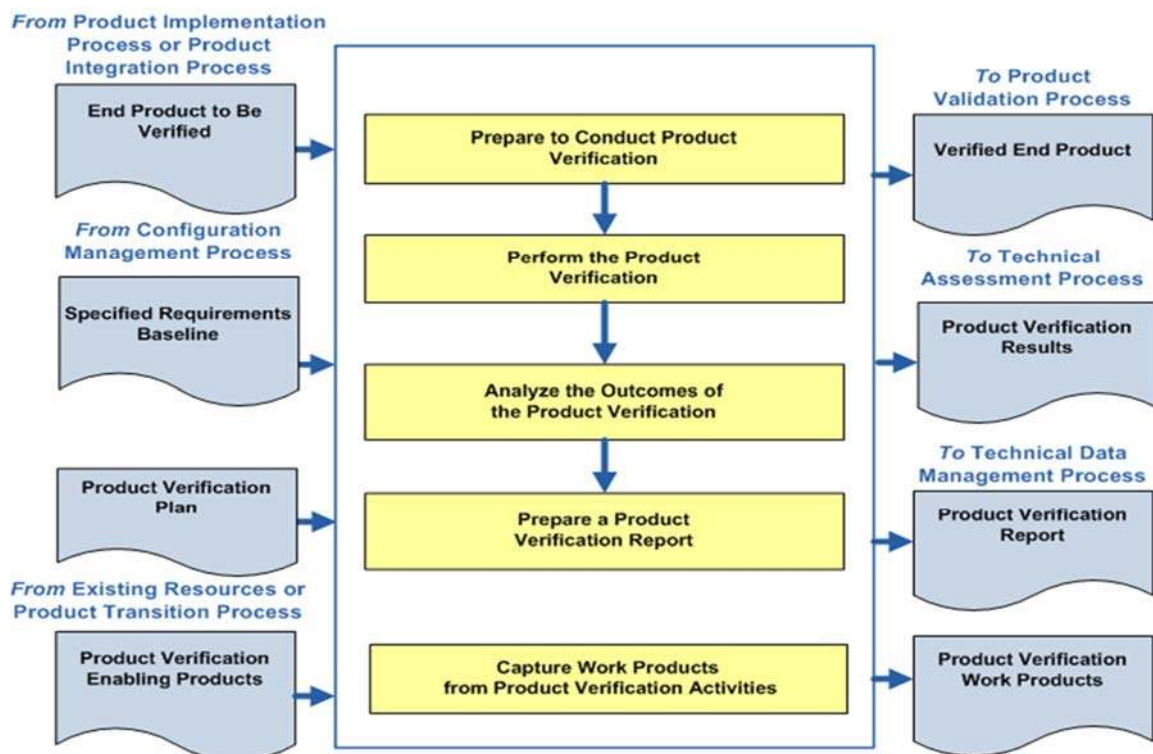 From Product Implementation
Process or Product
Integration Process
End Product to Be
Verified
From Configuration
Management Process
Specified Requirements
Baseline
Product Verification
Plan
From Existing Resources or
Product Transition Process
Product Verification
Enabling Products
Prepare to Conduct Product
Verification
Perform the Product
Verification
Analyze the Outcomes of
the Product Verification
Prepare a Product
Verification Report
Capture Work Products
from Product Verification Activities
To Product
Validation Process
Verified End Product
To Technical
Assessment Process
Product Verification
Results
To Technical Data
Management Process
Product Verification
Report
Product Verification
Work Products